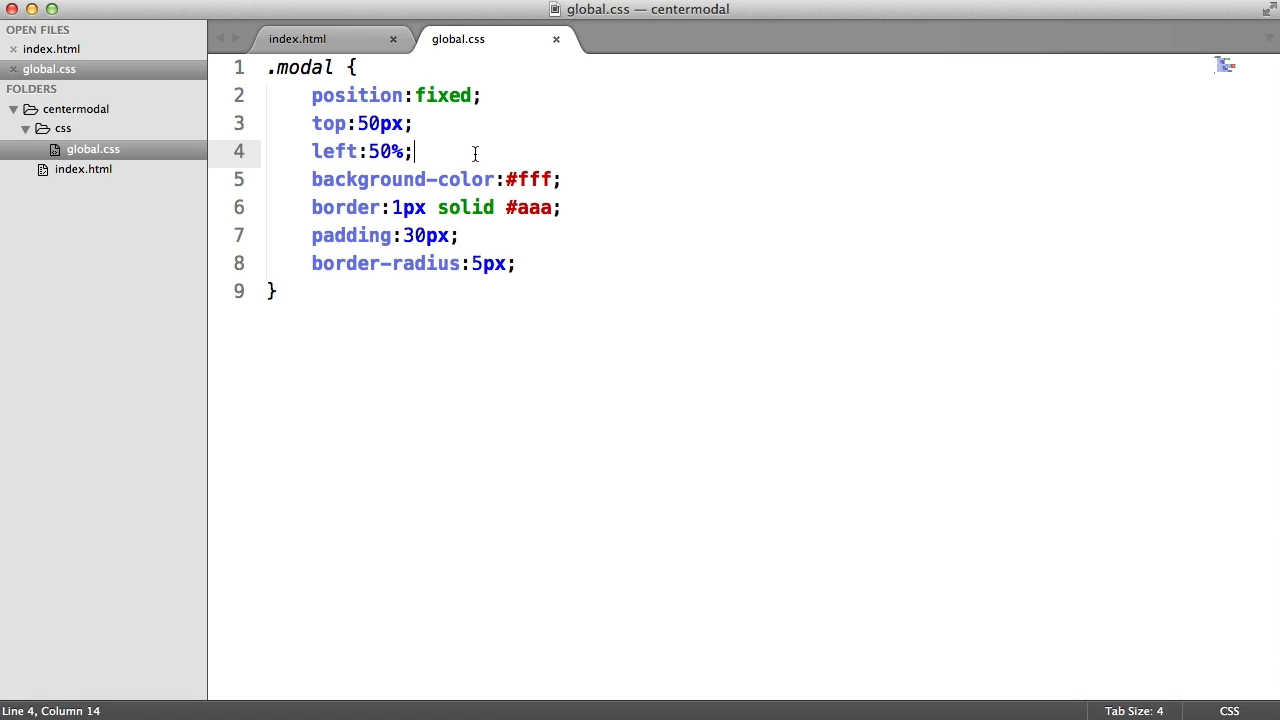 global.css — centermodal
OPEN FILES
index.html
global.css
FOLDERS
centermodal
css
global.css
index.html
index.html
global.css
1 .modal {
2 position:fixed;
3 top:50px;
4 left:50%;
5 background-color:#fff;
6 border:1px solid #aaa;
7 padding:30px;
8 border-radius:5px;
9 }
Line 4, Column 14
Tab Size: 4
CSS